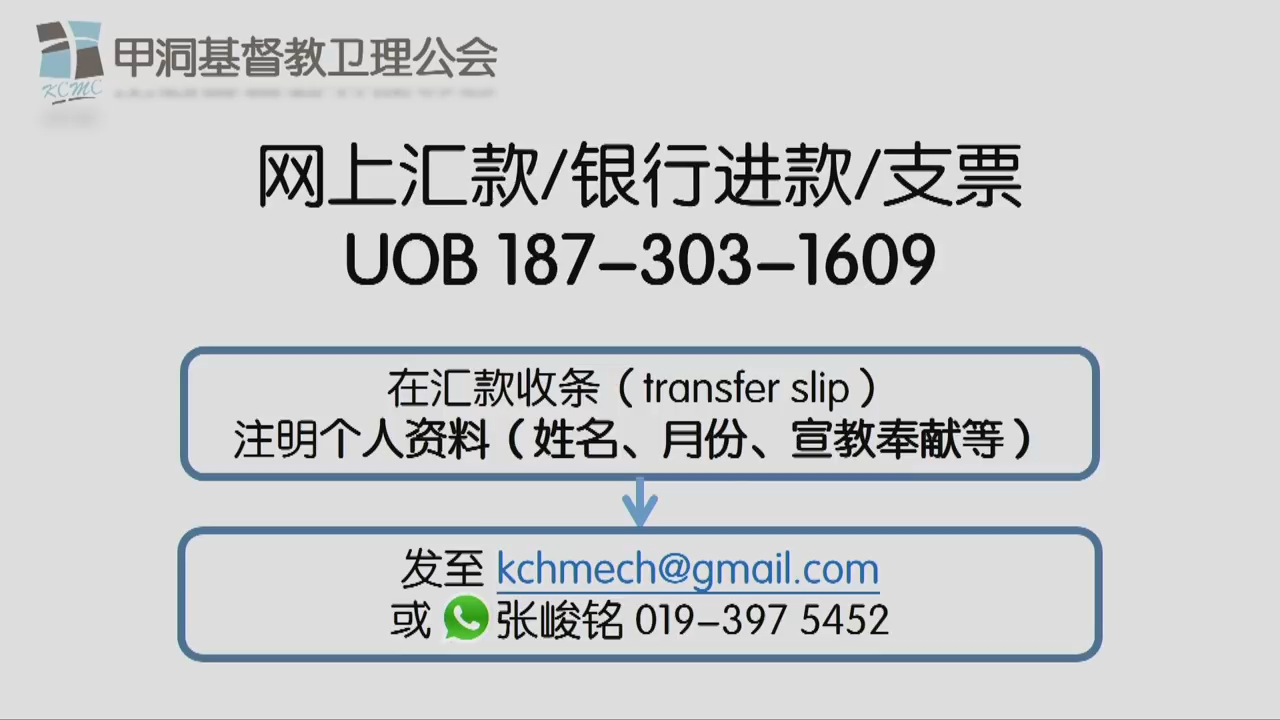 甲洞基督教卫理公会
KCMC
网上汇款/银行进款/支票
UOB 187-303-1609
在汇款收条（transfer slip）
注明个人资料（姓名、月份、宣教奉献等）
发至 kchmech@gmail.com
或 张峻铭 019-397 5452